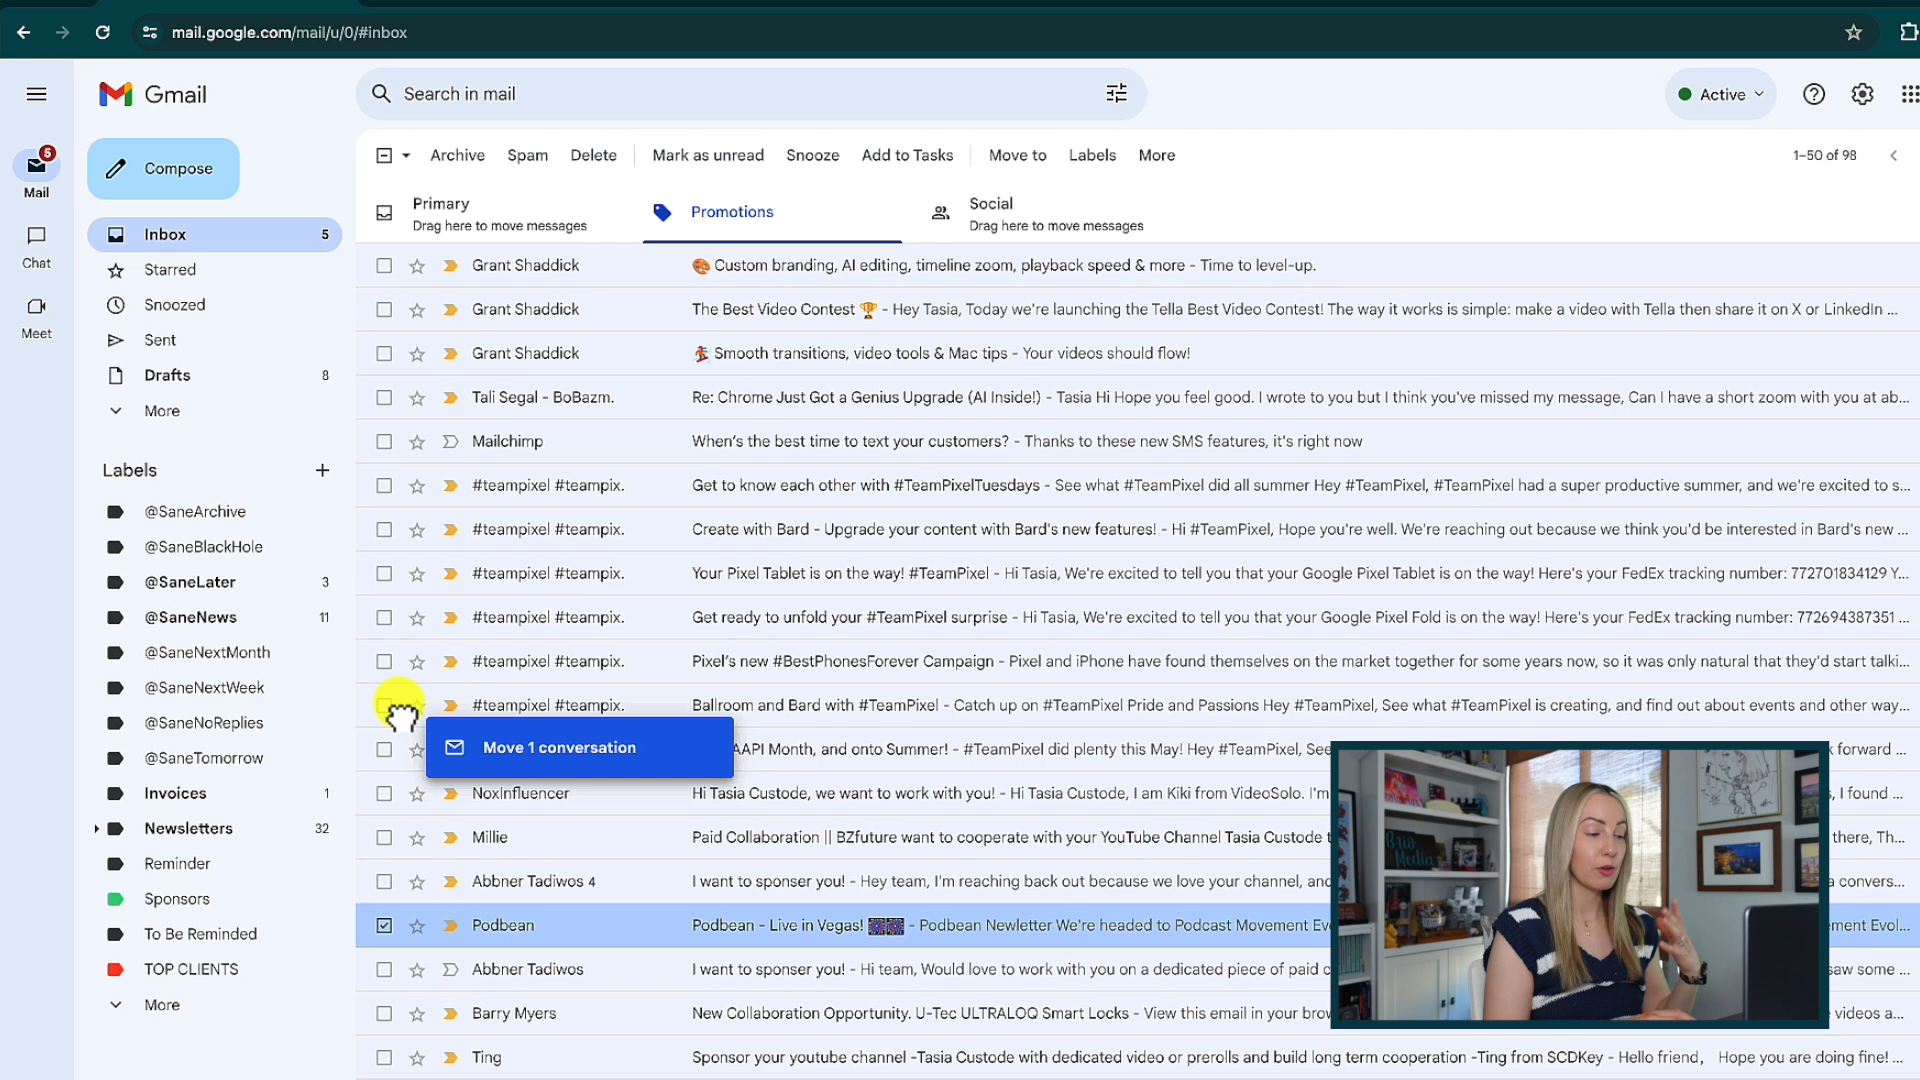 mail.google.com/mail/u/0/#inbox
Gmail
Search in mail
Active
5
Mail
Chat
Meet
Compose
Inbox 5
Starred
Snoozed
Sent
Drafts 8
More
Labels
@SaneArchive
@SaneBlackHole
@SaneLater 3
@SaneNews 11
@SaneNextMonth
@SaneNextWeek
@SaneNoReplies
@SaneTomorrow
Invoices 1
Newsletters 32
Reminder
Sponsors
To Be Reminded
TOP CLIENTS
More
Archive Spam Delete Mark as unread Snooze Add to Tasks Move to Labels More 1–50 of 98
Primary
Drag here to move messages
Promotions
Social
Drag here to move messages
Grant Shaddick 🎨 Custom branding, AI editing, timeline zoom, playback speed & more - Time to level-up.
Grant Shaddick The Best Video Contest 🏆 - Hey Tasia, Today we're launching the Tella Best Video Contest! The way it works is simple: make a video with Tella then share it on X or LinkedIn ...
Grant Shaddick 🏂 Smooth transitions, video tools & Mac tips - Your videos should flow!
Tali Segal - BoBazm. Re: Chrome Just Got a Genius Upgrade (AI Inside!) - Tasia Hi Hope you feel good. I wrote to you but I think you've missed my message, Can I have a short zoom with you at ab...
Mailchimp When's the best time to text your customers? - Thanks to these new SMS features, it's right now
#teampixel #teampix. Get to know each other with #TeamPixelTuesdays - See what #TeamPixel did all summer Hey #TeamPixel, #TeamPixel had a super productive summer, and we're excited to s...
#teampixel #teampix. Create with Bard - Upgrade your content with Bard's new features! - Hi #TeamPixel, Hope you're well. We're reaching out because we think you'd be interested in Bard's new ...
#teampixel #teampix. Your Pixel Tablet is on the way! #TeamPixel - Hi Tasia, We're excited to tell you that your Google Pixel Tablet is on the way! Here's your FedEx tracking number: 772701834129 Y...
#teampixel #teampix. Get ready to unfold your #TeamPixel surprise - Hi Tasia, We're excited to tell you that your Google Pixel Fold is on the way! Here's your FedEx tracking number: 772694387351 ...
#teampixel #teampix. Pixel's new #BestPhonesForever Campaign - Pixel and iPhone have found themselves on the market together for some years now, so it was only natural that they'd start talki...
#teampixel #teampix. Ballroom and Bard with #TeamPixel - Catch up on #TeamPixel Pride and Passions Hey #TeamPixel, See what #TeamPixel is creating, and find out about events and other way...
Move 1 conversation
AAPI Month, and onto Summer! - #TeamPixel did plenty this May! Hey #TeamPixel, See forward ...
NoxInfluencer Hi Tasia Custode, we want to work with you! - Hi Tasia Custode, I am Kiki from VideoSolo. I'm , I found ...
Millie Paid Collaboration || BZfuture want to cooperate with your YouTube Channel Tasia Custode t there, Th...
Abbner Tadiwos 4 I want to sponser you! - Hey team, I'm reaching back out because we love your channel, and a convers...
Podbean Podbean - Live in Vegas! 🎆🎆 - Podbean Newletter We're headed to Podcast Movement Ev ment Evol...
Abbner Tadiwos I want to sponser you! - Hi team, Would love to work with you on a dedicated piece of paid c saw some ...
Barry Myers New Collaboration Opportunity. U-Tec ULTRALOQ Smart Locks - View this email in your brow videos a...
Ting Sponsor your youtube channel -Tasia Custode with dedicated video or prerolls and build long term cooperation -Ting from SCDKey - Hello friend, Hope you are doing fine! ...
Brio
Media